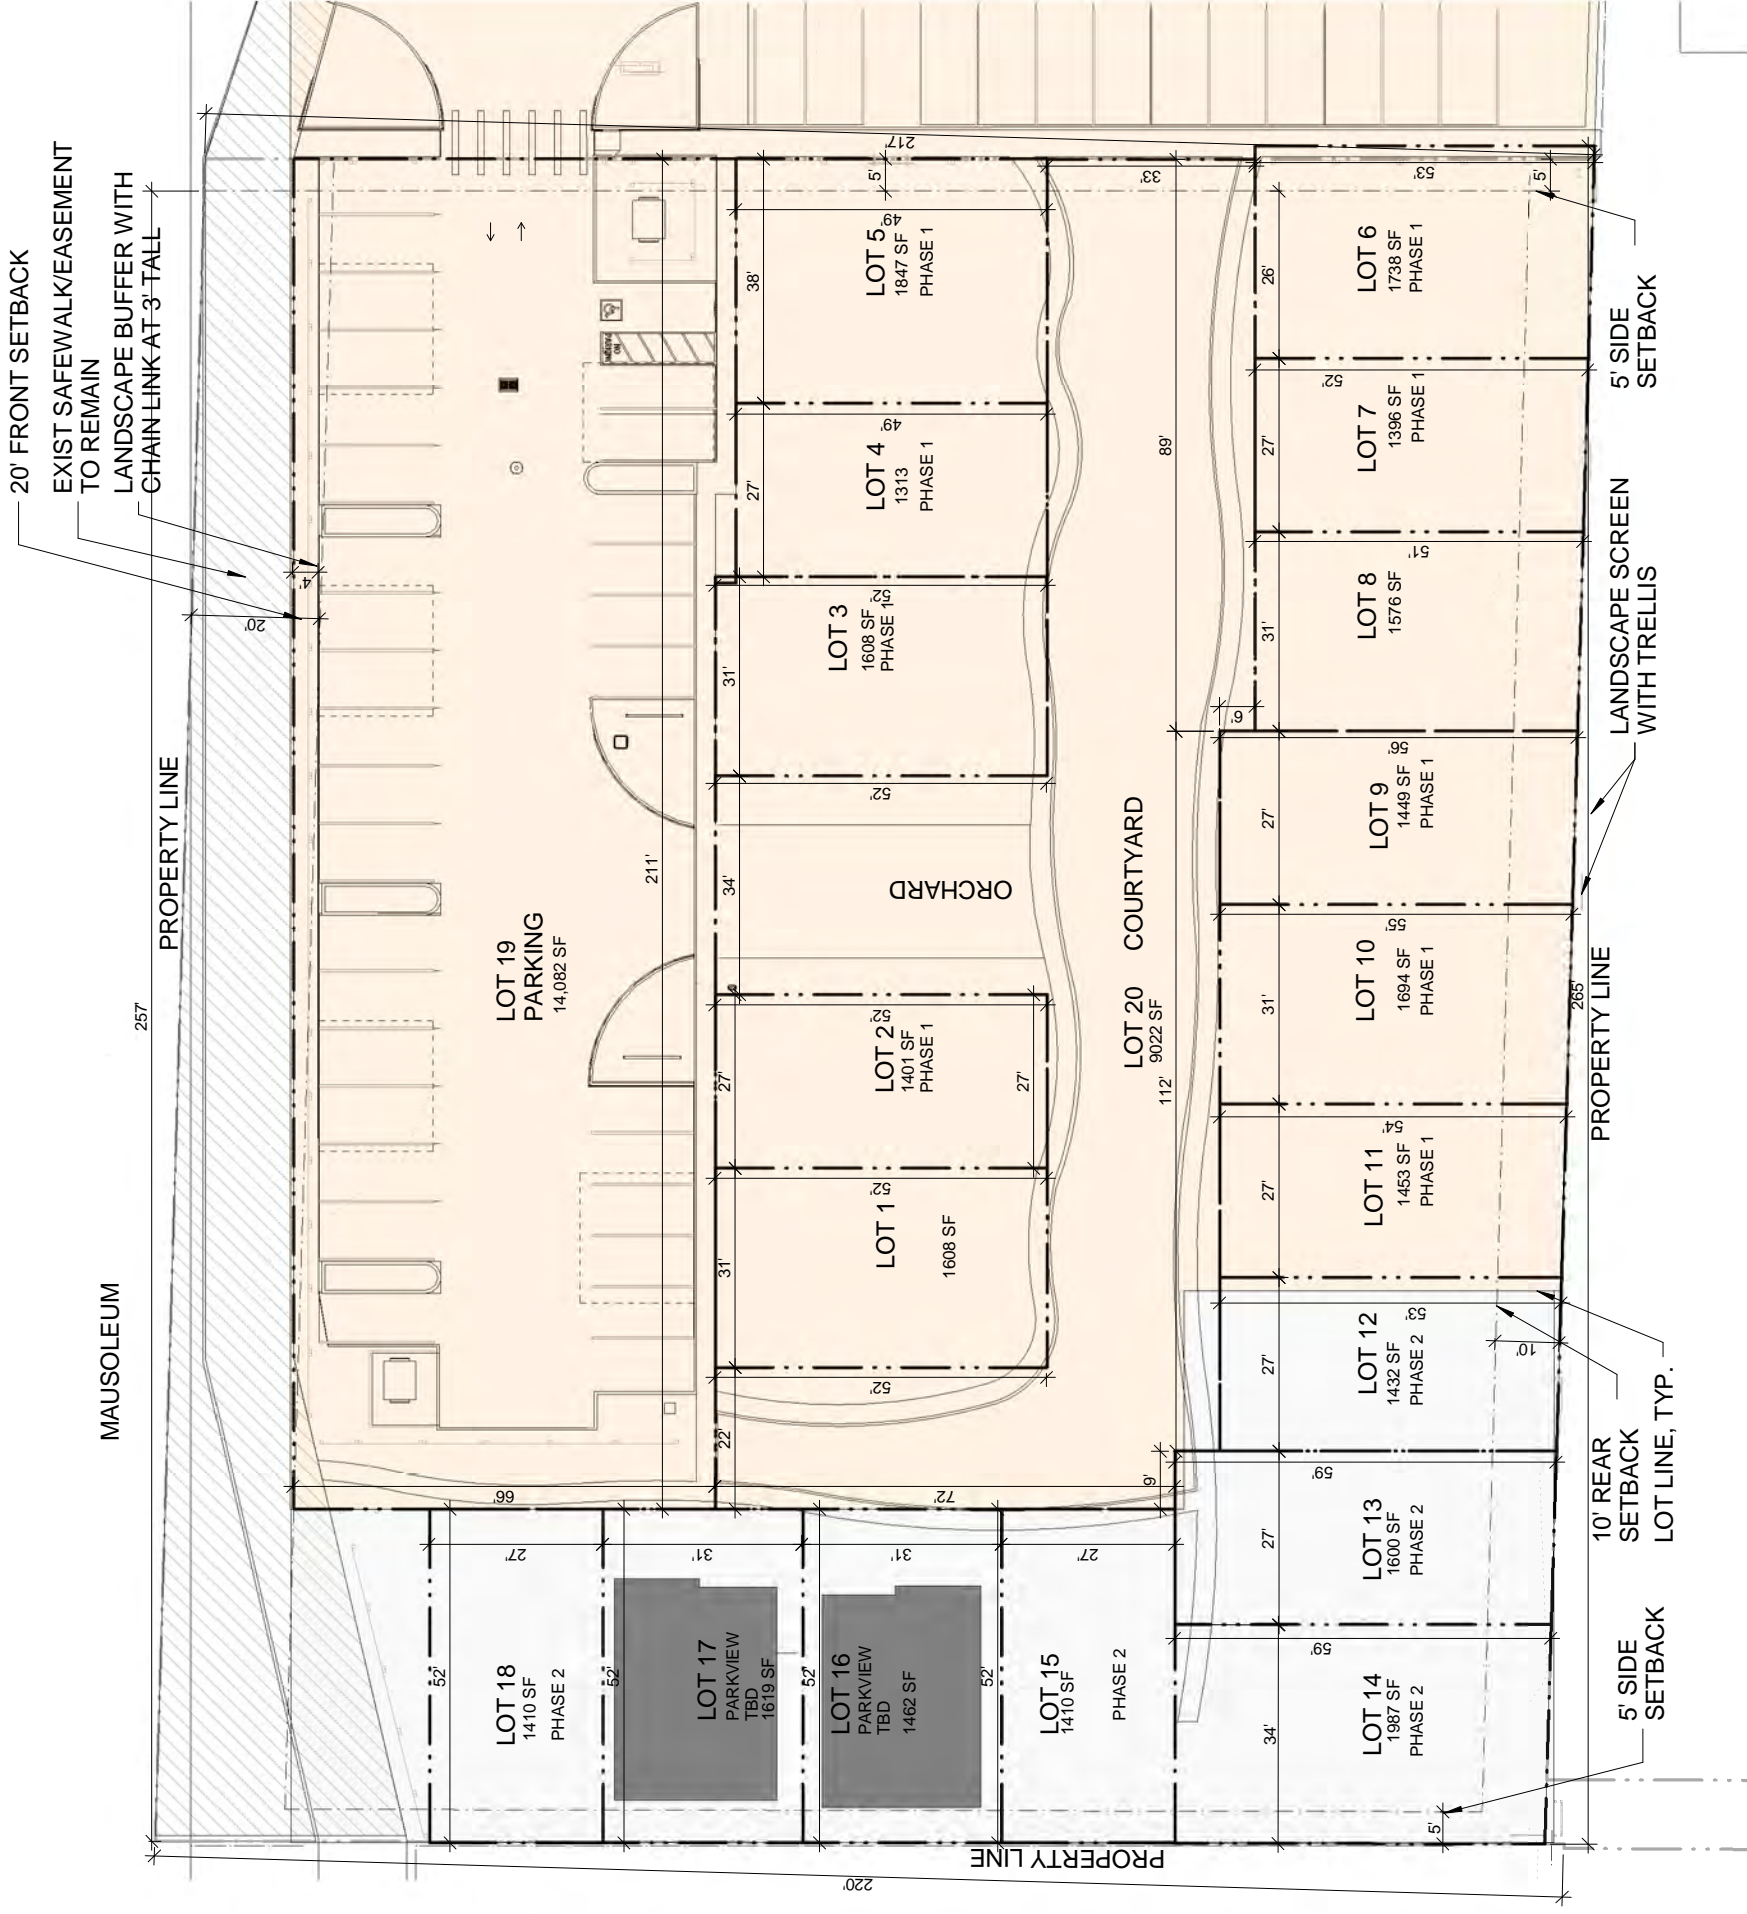 20' FRONT SETBACK
EXIST SAFEWALK/EASEMENT
TO REMAIN
LANDSCAPE BUFFER WITH
CHAIN LINK AT 3' TALL
PROPERTY LINE
MAUSOLEUM
257'
20'
4'
217'
5'
33'
53'
5'
LOT 19
PARKING
14,082 SF
211'
66'
NO
PARKING
LOT 5
1847 SF
PHASE 1
49'
38'
LOT 4
1313
PHASE 1
49'
27'
LOT 3
1608 SF
PHASE 1
52'
31'
52'
ORCHARD
34'
LOT 2
1401 SF
PHASE 1
52'
27'
27'
LOT 1
1608 SF
52'
31'
52'
22'
LOT 20 COURTYARD
9022 SF
89'
112'
72'
9'
6'
LOT 6
1738 SF
PHASE 1
26'
LOT 7
1396 SF
PHASE 1
52'
27'
LOT 8
1576 SF
51'
31'
LOT 9
1449 SF
PHASE 1
56'
27'
LOT 10
1694 SF
PHASE 1
55'
31'
LOT 11
1453 SF
PHASE 1
54'
27'
LOT 12
1432 SF
PHASE 2
53'
27'
10'
LOT 13
1600 SF
PHASE 2
59'
27'
LOT 14
1987 SF
PHASE 2
59'
34'
5'
LOT 15
1410 SF
PHASE 2
27'
52'
LOT 16
PARKVIEW
TBD
1462 SF
31'
52'
LOT 17
PARKVIEW
TBD
1619 SF
31'
52'
LOT 18
1410 SF
PHASE 2
27'
52'
PROPERTY LINE
220'
265'
PROPERTY LINE
5' SIDE
SETBACK
LANDSCAPE SCREEN
WITH TRELLIS
10' REAR
SETBACK
LOT LINE, TYP.
5' SIDE
SETBACK